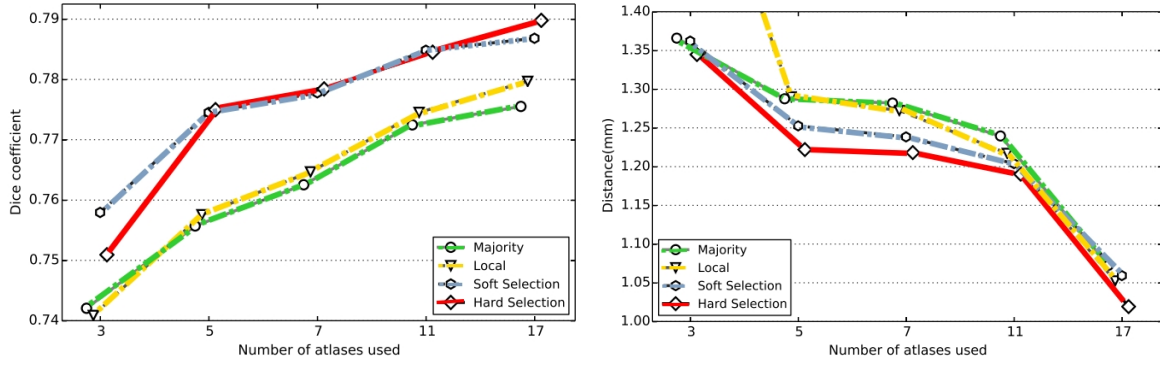 0.79
0.78
0.77
0.76
0.75
0.74
Dice coefficient
3 5 7 11 17
Number of atlases used
Majority
Local
Soft Selection
Hard Selection
1.40
1.35
1.30
1.25
1.20
1.15
1.10
1.05
1.00
Distance(mm)
3 5 7 11 17
Number of atlases used
Majority
Local
Soft Selection
Hard Selection